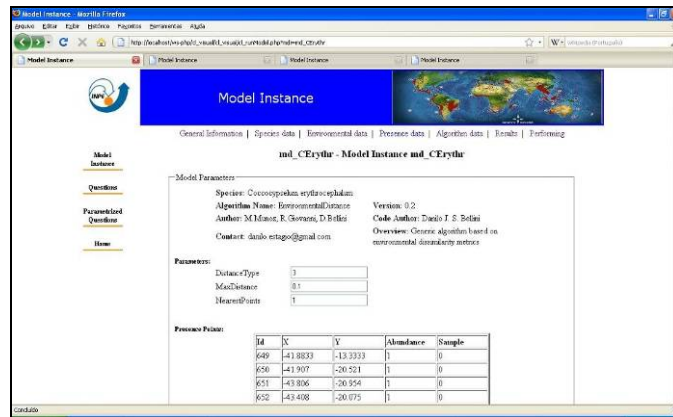 Model Instance - Mozilla Firefox
Arquivo Editar Exibir Histórico Favoritos Ferramentas Ajuda
Model Instance Model Instance Model Instance Model Instance
INPE
Model Instance
General Information | Species data | Environmental data | Presence data | Algorithm data | Results | Performing
Model Instance
Questions
Parametrized Questions
Home
md_CErythr - Model Instance md_CErythr
Model Parameters
Species: Coccocypselum erythrocephalum
Algorithm Name: EnvironmentalDistance Version: 0.2
Author: M.Munoz, R.Giovanni, D.Bellini Code Author: Danilo J. S. Bellini
Contact: danilo.estagio@gmail.com Overview: Generic algorithm based on environmental dissimilarity metrics
Parameters:
DistanceType 3
MaxDistance 0.1
NearestPoints 1
Presence Points:
Id X Y Abundance Sample
649 -41.8833 -13.3333 1 0
650 -41.907 -20.521 1 0
651 -43.806 -20.954 1 0
652 -43.408 -20.075 1 0
Concluído